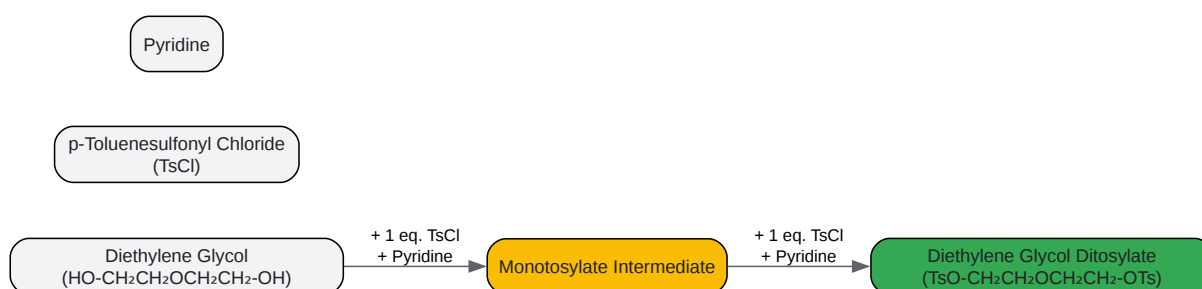 Pyridine
p-Toluenesulfonyl Chloride
(TsCl)
Diethylene Glycol
(HO-CH₂CH₂OCH₂CH₂-OH)
+ 1 eq. TsCl
+ Pyridine
Monotosylate Intermediate
+ 1 eq. TsCl
+ Pyridine
Diethylene Glycol Ditosylate
(TsO-CH₂CH₂OCH₂CH₂-OTs)